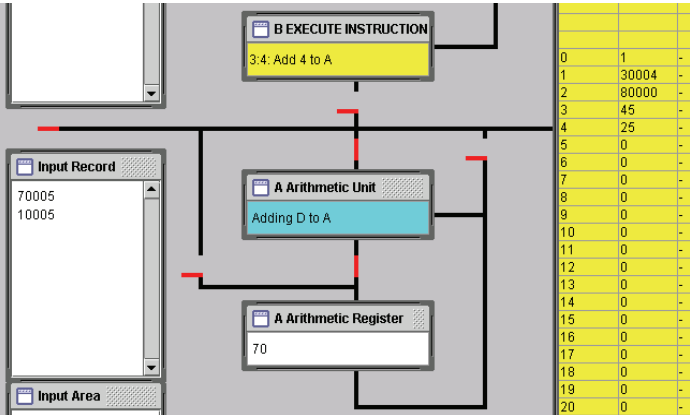 B EXECUTE INSTRUCTION
3:4: Add 4 to A
Input Record
70005
10005
A Arithmetic Unit
Adding D to A
A Arithmetic Register
70
Input Area
0 1 -
1 30004 -
2 80000 -
3 45 -
4 25 -
5 0 -
6 0 -
7 0 -
8 0 -
9 0 -
10 0 -
11 0 -
12 0 -
13 0 -
14 0 -
15 0 -
16 0 -
17 0 -
18 0 -
19 0 -
20 0 -